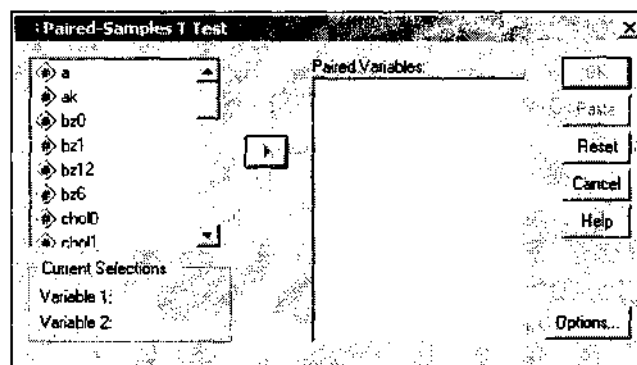 Paired-Samples T Test
a
ak
bz0
bz1
bz12
bz6
chol0
chol1
Current Selections
Variable 1:
Variable 2:
Paired Variables:
OK
Paste
Reset
Cancel
Help
Options...